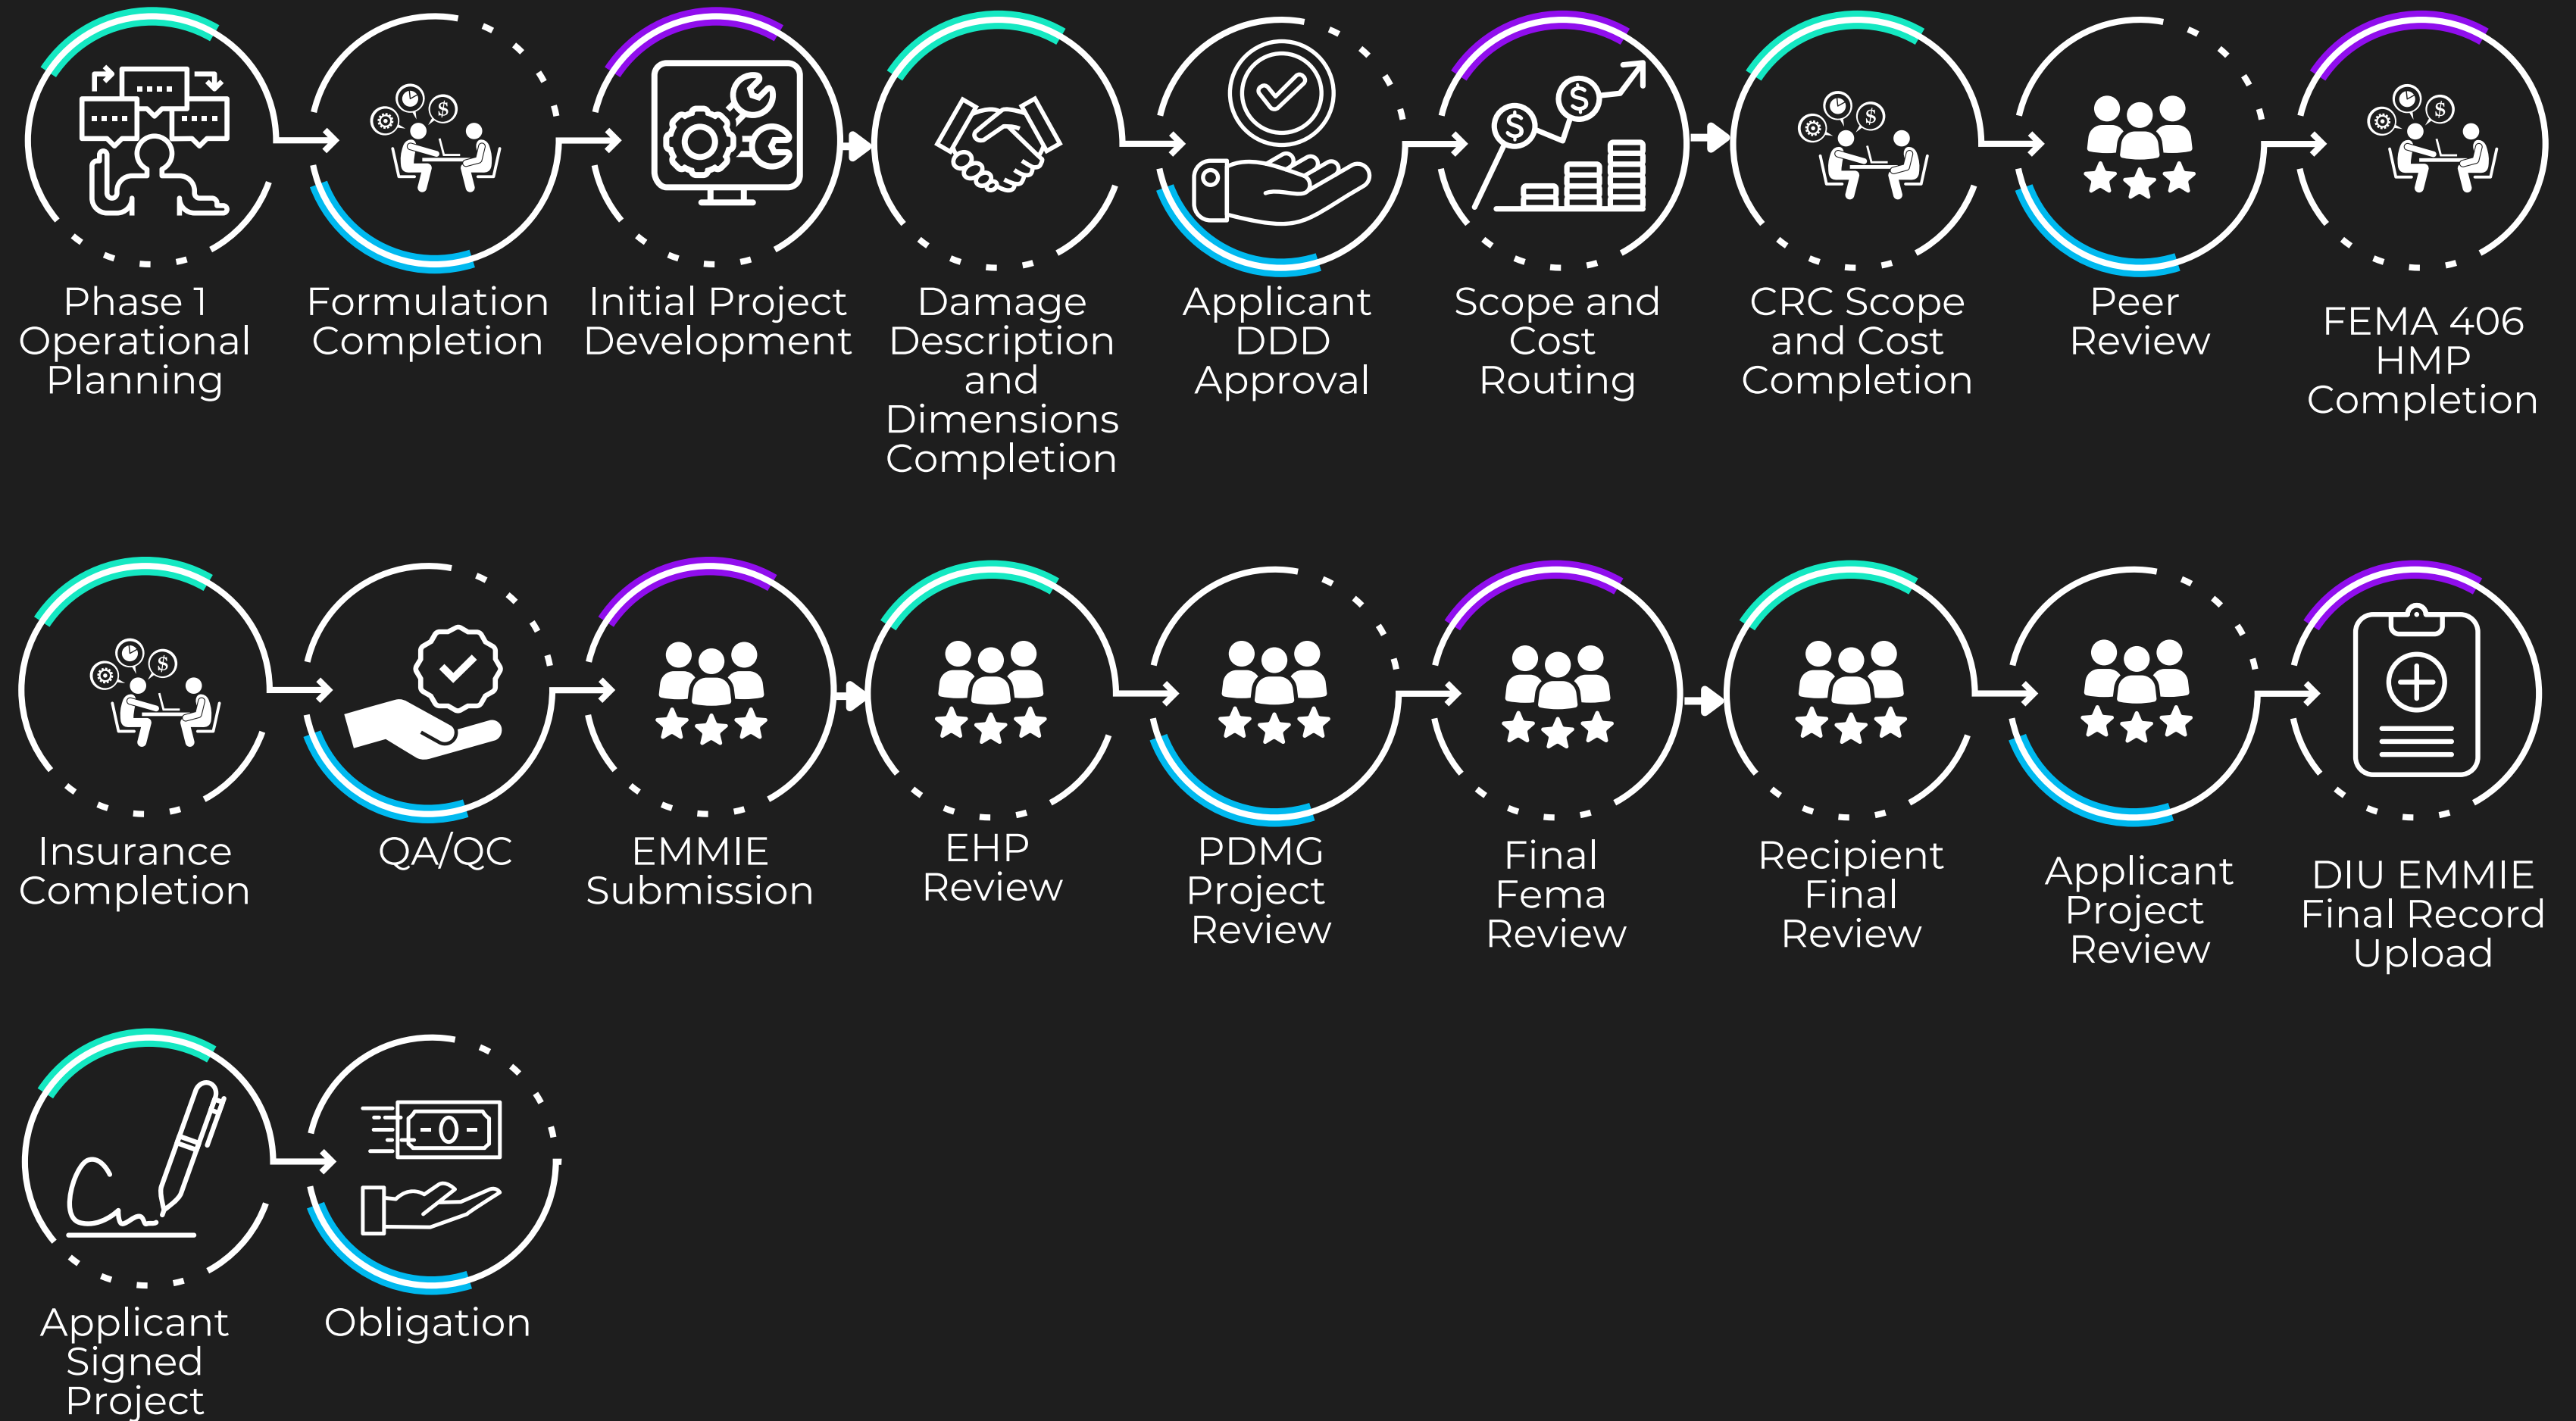 Phase 1
Operational
Planning
Formulation
Completion
Initial Project
Development
Damage
Description
and
Dimensions
Completion
Applicant
DDD
Approval
Scope and
Cost
Routing
CRC Scope
and Cost
Completion
Peer
Review
FEMA 406
HMP
Completion
Insurance
Completion
QA/QC
EMMIE
Submission
EHP
Review
PDMG
Project
Review
Final
Fema
Review
Recipient
Final
Review
Applicant
Project
Review
DIU EMMIE
Final Record
Upload
Applicant
Signed
Project
Obligation